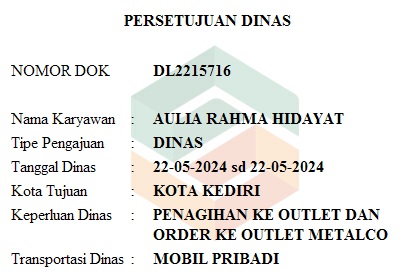 PERSETUJUAN DINAS
NOMOR DOK DL2215716
Nama Karyawan : AULIA RAHMA HIDAYAT
Tipe Pengajuan : DINAS
Tanggal Dinas : 22-05-2024 sd 22-05-2024
Kota Tujuan : KOTA KEDIRI
Keperluan Dinas : PENAGIHAN KE OUTLET DAN
ORDER KE OUTLET METALCO
Transportasi Dinas : MOBIL PRIBADI